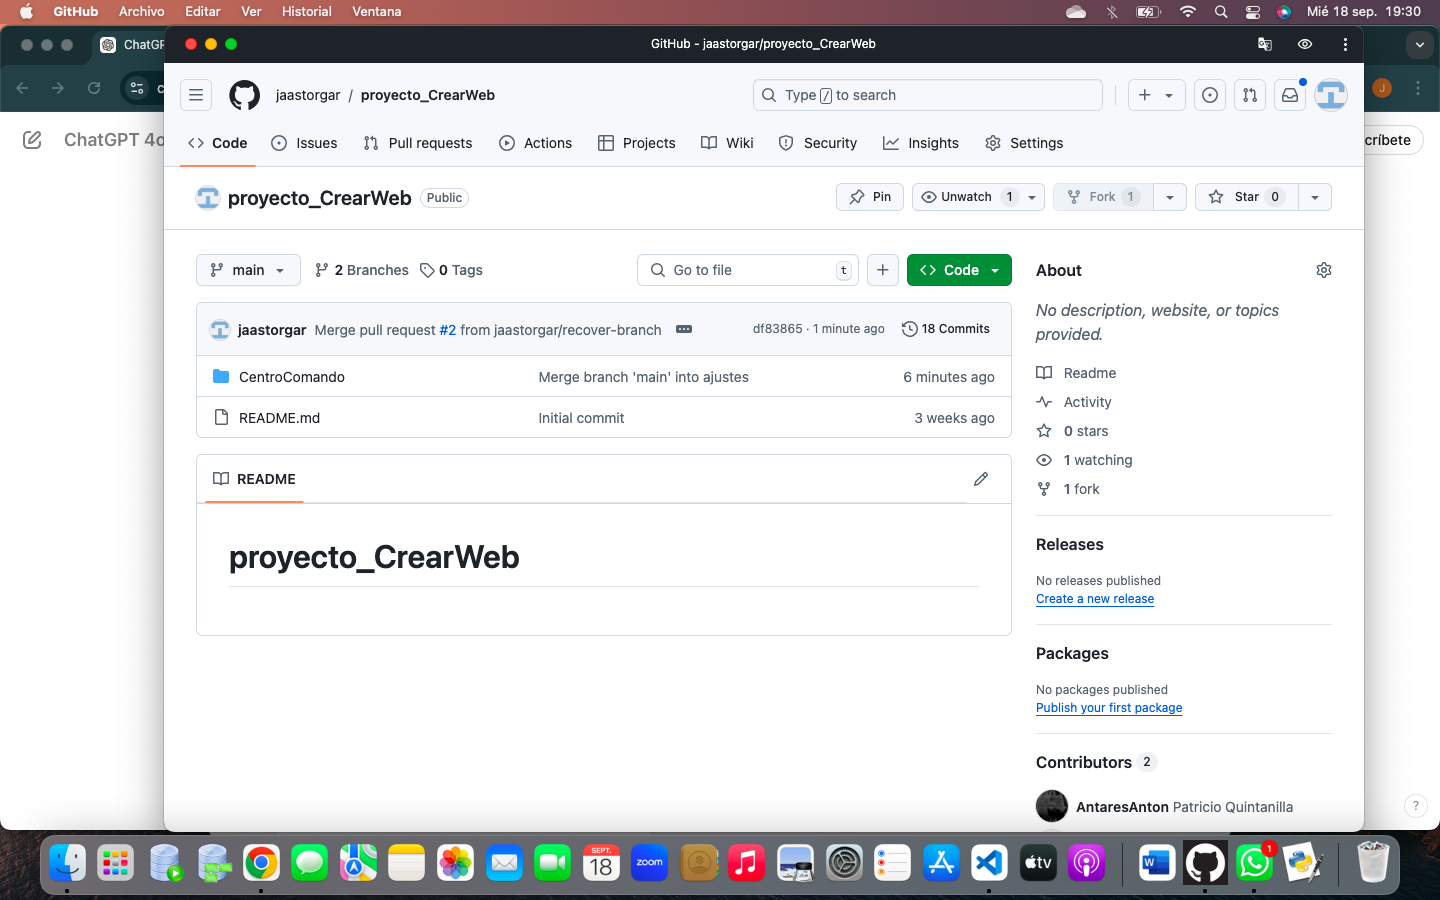 GitHub Archivo Editar Ver Historial Ventana Mié 18 sep. 19:30
ChatGP
GitHub - jaastorgar/proyecto_CrearWeb
jaastorgar / proyecto_CrearWeb
Type / to search
J
ChatGPT 4o
críbete
Code Issues Pull requests Actions Projects Wiki Security Insights Settings
proyecto_CrearWeb Public
Pin Unwatch 1 Fork 1 Star 0
main 2 Branches 0 Tags
Go to file t
Code
jaastorgar Merge pull request #2 from jaastorgar/recover-branch
df83865 · 1 minute ago 18 Commits
CentroComando Merge branch 'main' into ajustes 6 minutes ago
README.md Initial commit 3 weeks ago
README
proyecto_CrearWeb
About
No description, website, or topics
provided.
Readme
Activity
0 stars
1 watching
1 fork
Releases
No releases published
Create a new release
Packages
No packages published
Publish your first package
Contributors 2
AntaresAnton Patricio Quintanilla
?
SEPT.
18
zoom
tv
W
1